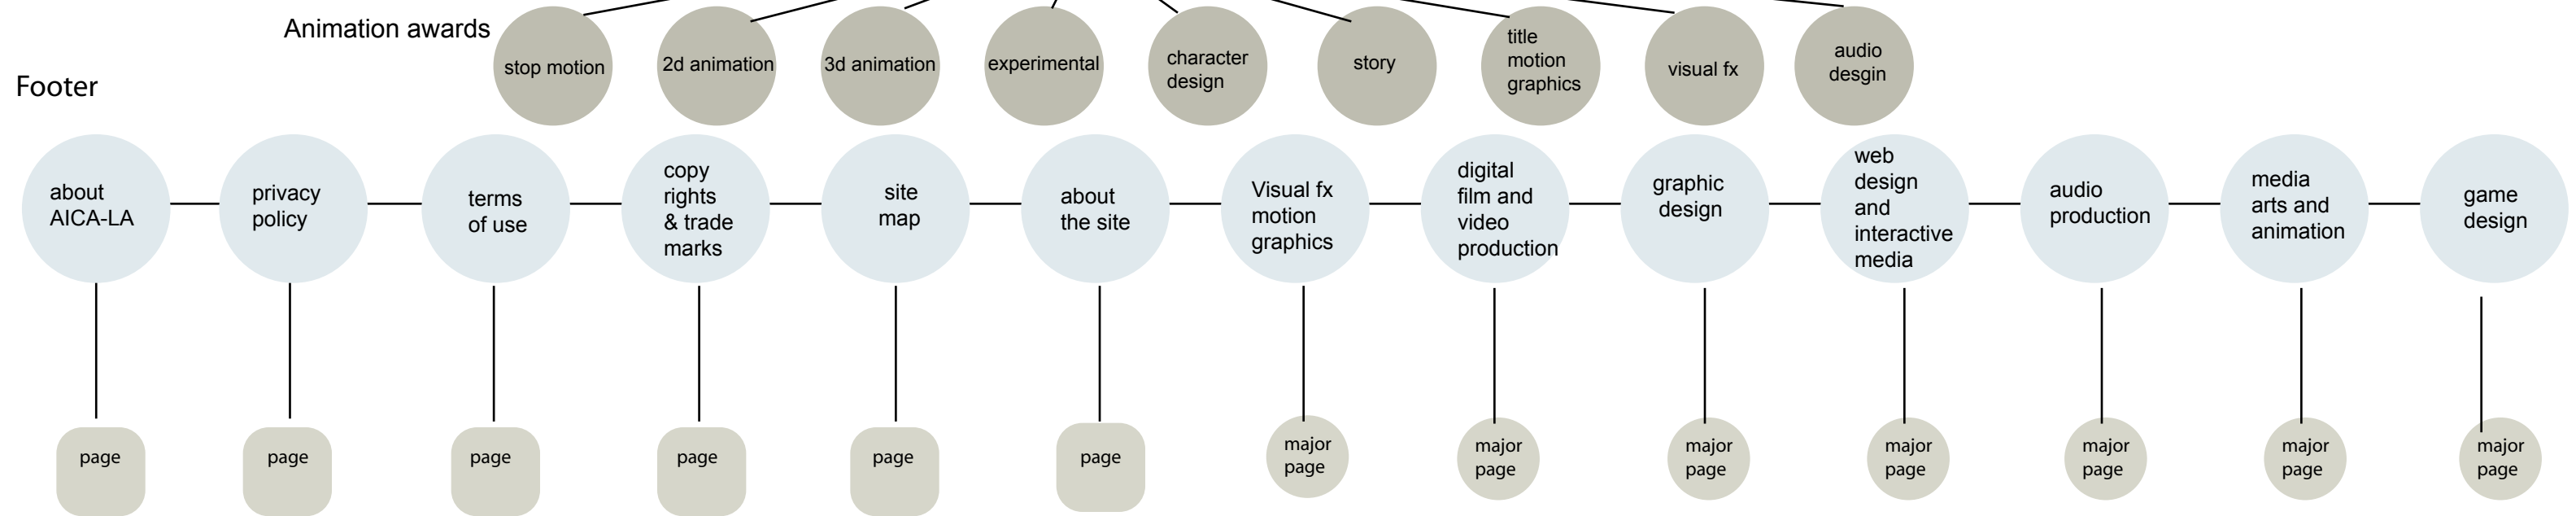 Animation awards
stop motion
2d animation
3d animation
experimental
character
design
story
title
motion
graphics
visual fx
audio
desgin
Footer
about
AICA-LA
privacy
policy
terms
of use
copy
rights
& trade
marks
site
map
about
the site
Visual fx
motion
graphics
digital
film and
video
production
graphic
design
web
design
and
interactive
media
audio
production
media
arts and
animation
game
design
page
page
page
page
page
page
major
page
major
page
major
page
major
page
major
page
major
page
major
page